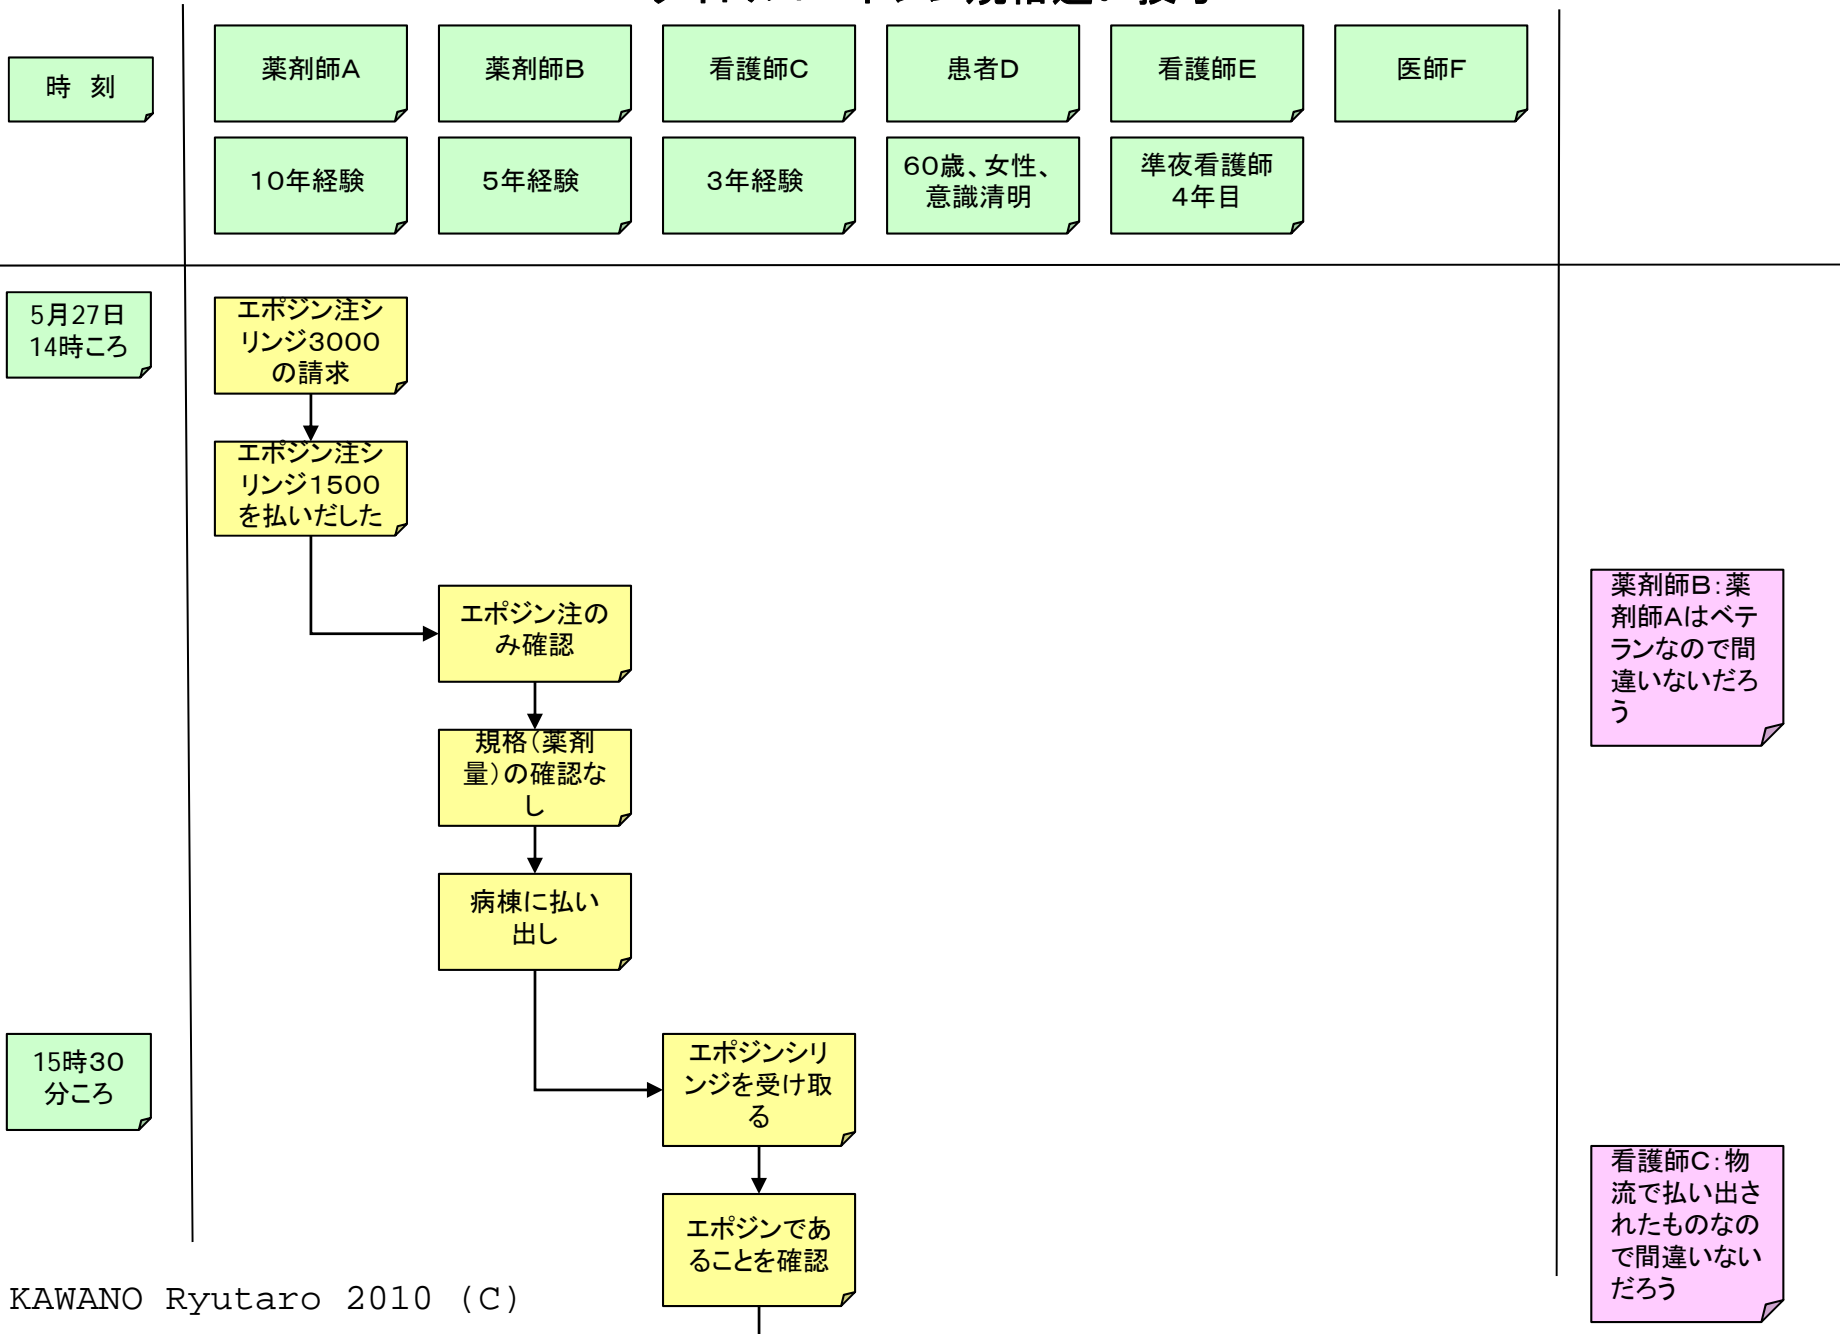 規格違い投与
時 刻
薬剤師A
薬剤師B
看護師C
患者D
看護師E
医師F
10年経験
5年経験
3年経験
60歳、女性、
意識清明
準夜看護師
4年目
5月27日
14時ころ
エポジン注シ
リンジ3000
の請求
エポジン注シ
リンジ1500
を払いだした
エポジン注の
み確認
薬剤師B:薬
剤師Aはベテ
ランなので間
違いないだろ
う
規格(薬剤
量)の確認な
し
病棟に払い
出し
15時30
分ころ
エポジンシリ
ンジを受け取
る
エポジンであ
ることを確認
看護師C:物
流で払い出さ
れたものなの
で間違いない
だろう
KAWANO Ryutaro 2010 (C)